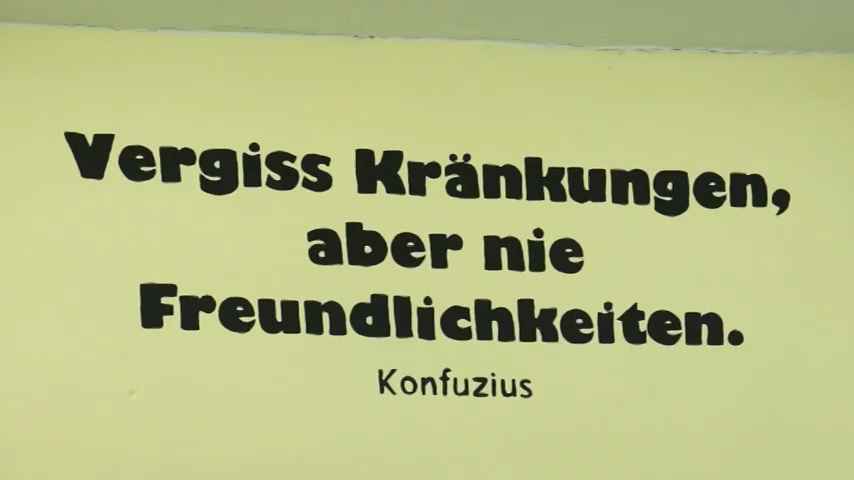 Vergiss Kränkungen,
aber nie
Freundlichkeiten.
Konfuzius